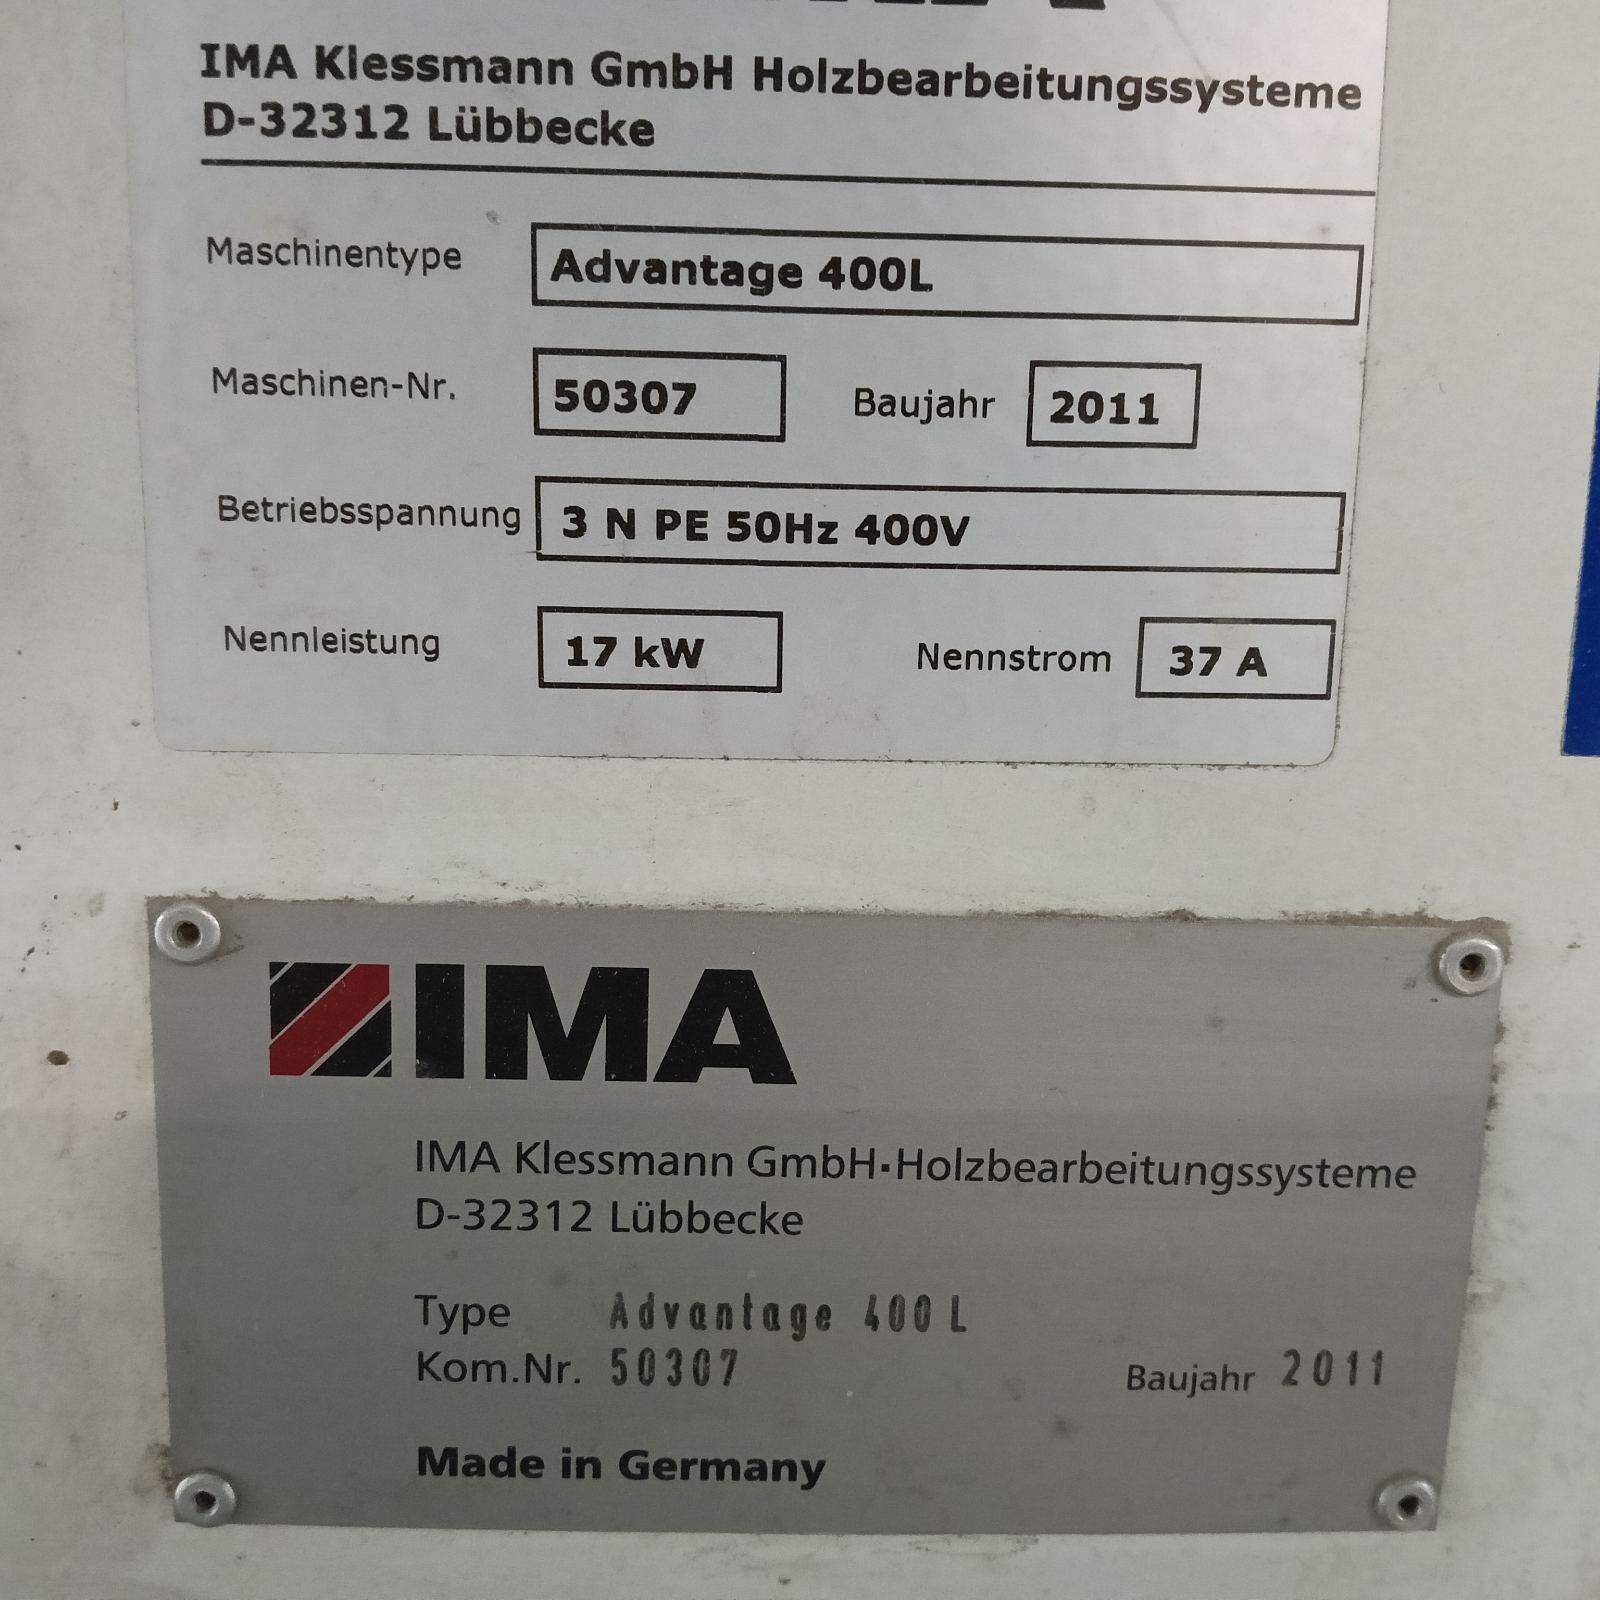 IMA Klessmann GmbH Holzbearbeitungssysteme
D-32312 Lübbecke
Maschinentype Advantage 400L
Maschinen-Nr. 50307 Baujahr 2011
Betriebsspannung 3 N PE 50Hz 400V
Nennleistung 17 kW Nennstrom 37 A
IMA
IMA Klessmann GmbH·Holzbearbeitungssysteme
D-32312 Lübbecke
Type Advantage 400 L
Kom.Nr. 50307 Baujahr 2011
Made in Germany